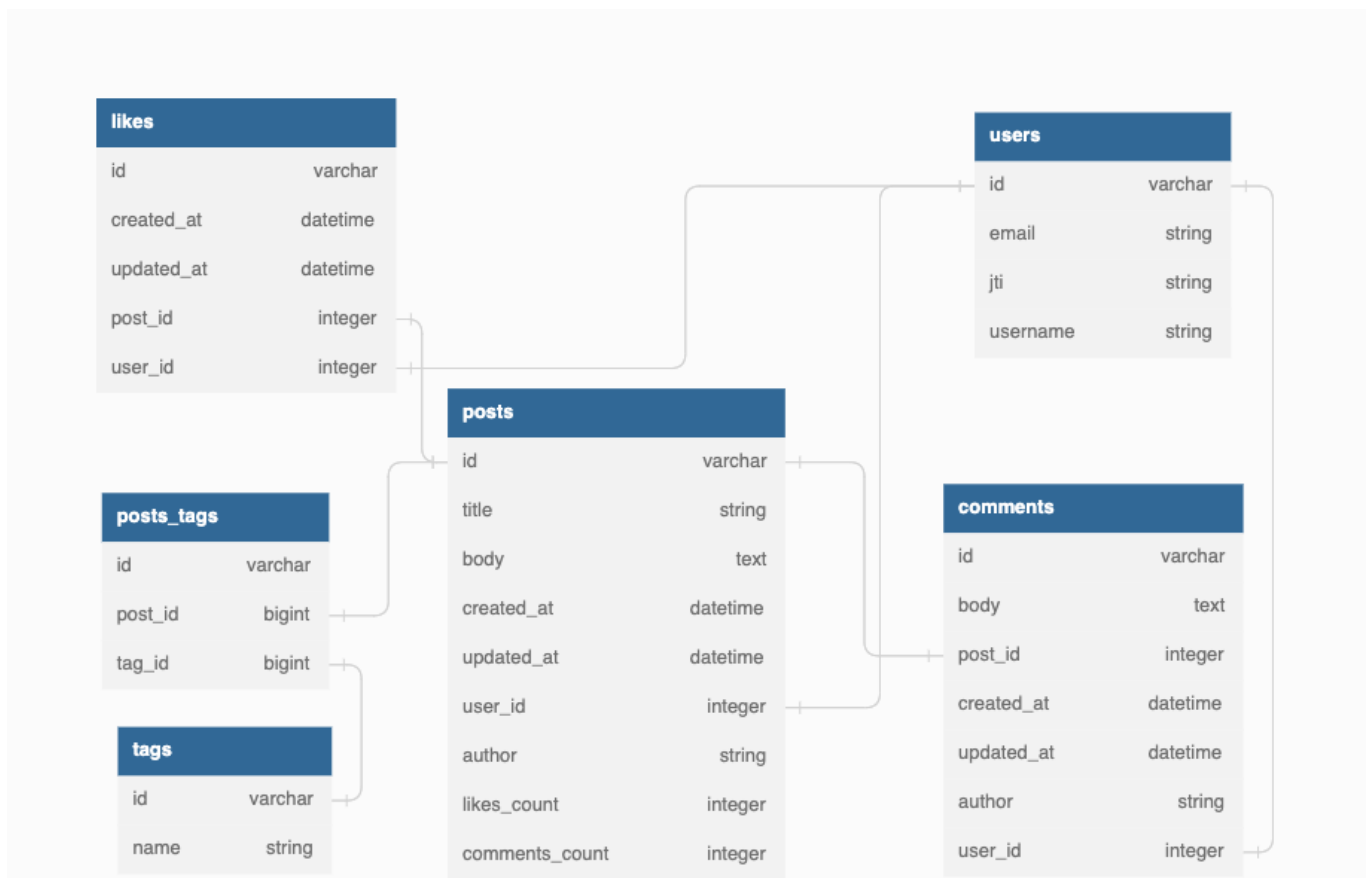 likes
id varchar
created_at datetime
updated_at datetime
post_id integer
user_id integer
users
id varchar
email string
jti string
username string
posts
id varchar
title string
body text
created_at datetime
updated_at datetime
user_id integer
author string
likes_count integer
comments_count integer
posts_tags
id varchar
post_id bigint
tag_id bigint
tags
id varchar
name string
comments
id varchar
body text
post_id integer
created_at datetime
updated_at datetime
author string
user_id integer